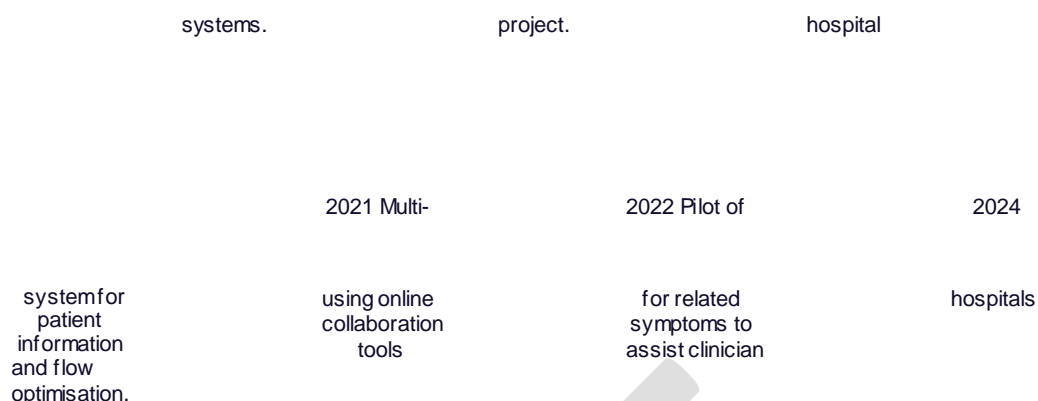 systems.
project.
hospital
2021 Multi-
2022 Pilot of
2024
system for
patient
information
and flow
optimisation.
using online
collaboration
tools
for related
symptoms to
assist clinician
hospitals